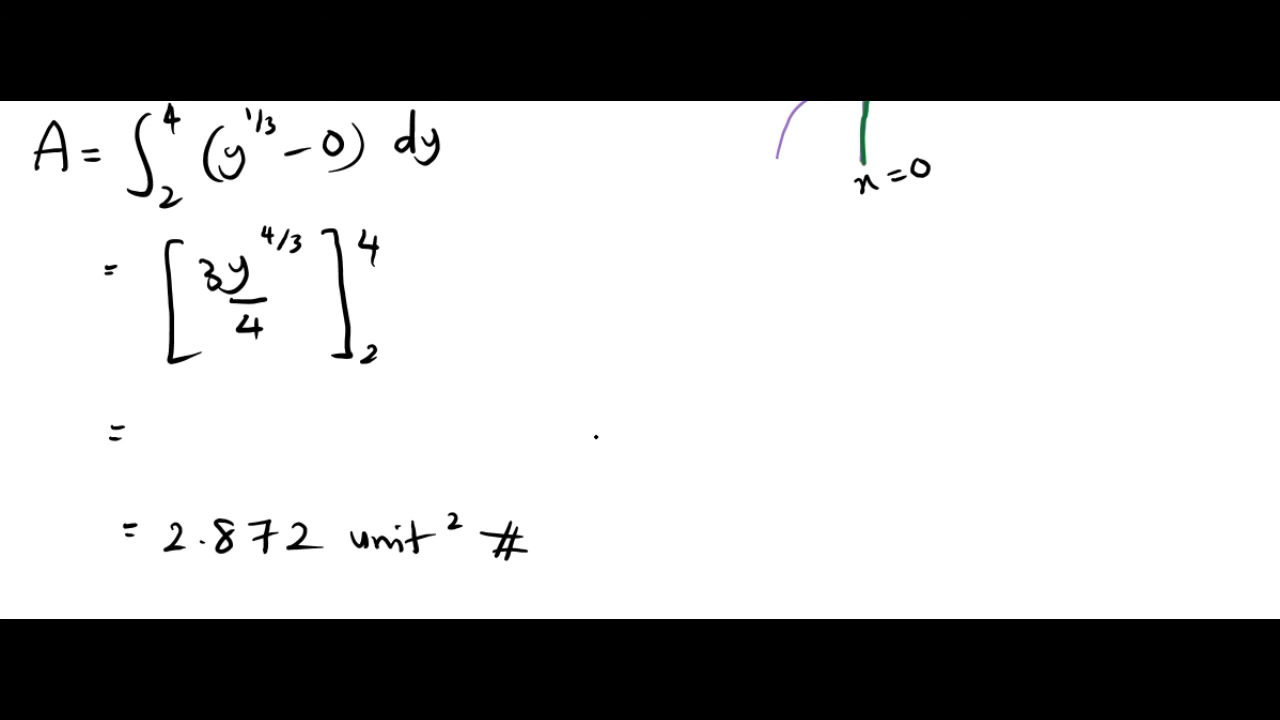 A = ∫₂⁴ (y^1/3 − 0) dy
x = 0
= [3y^4/3 / 4]₂⁴
=
= 2.872 unit² #